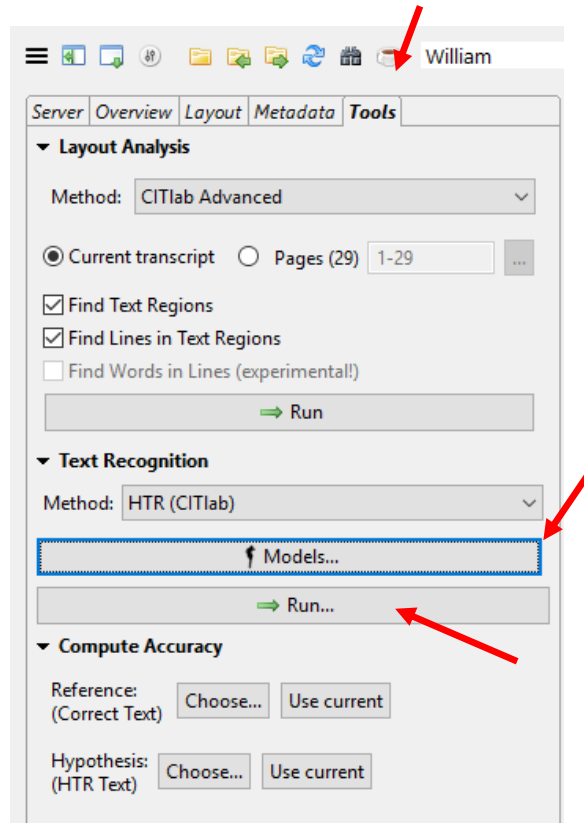 William
Server Overview Layout Metadata Tools
Layout Analysis
Method: CITlab Advanced
Current transcript Pages (29) 1-29 ...
Find Text Regions
Find Lines in Text Regions
Find Words in Lines (experimental!)
Run
Text Recognition
Method: HTR (CITlab)
Models...
Run...
Compute Accuracy
Reference:
(Correct Text) Choose... Use current
Hypothesis:
(HTR Text) Choose... Use current